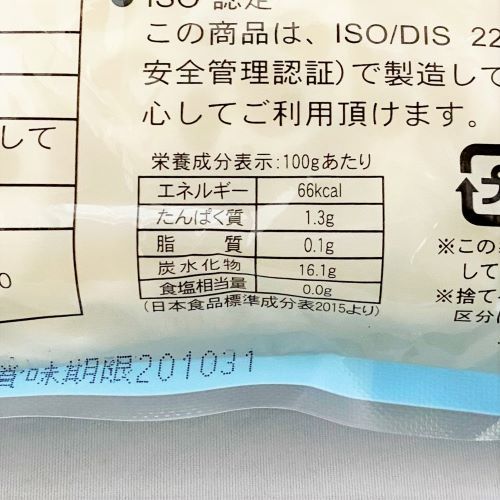 ISO 認定
この商品は、ISO/DIS 22
安全管理認証)で製造して
心してご利用頂けます。
して
栄養成分表示:100gあたり
エネルギー 66kcal
たんぱく質 1.3g
脂 質 0.1g
炭水化物 16.1g
食塩相当量 0.0g
(日本食品標準成分表2015より)
※この
して
※捨て
区分
0
賞味期限201031